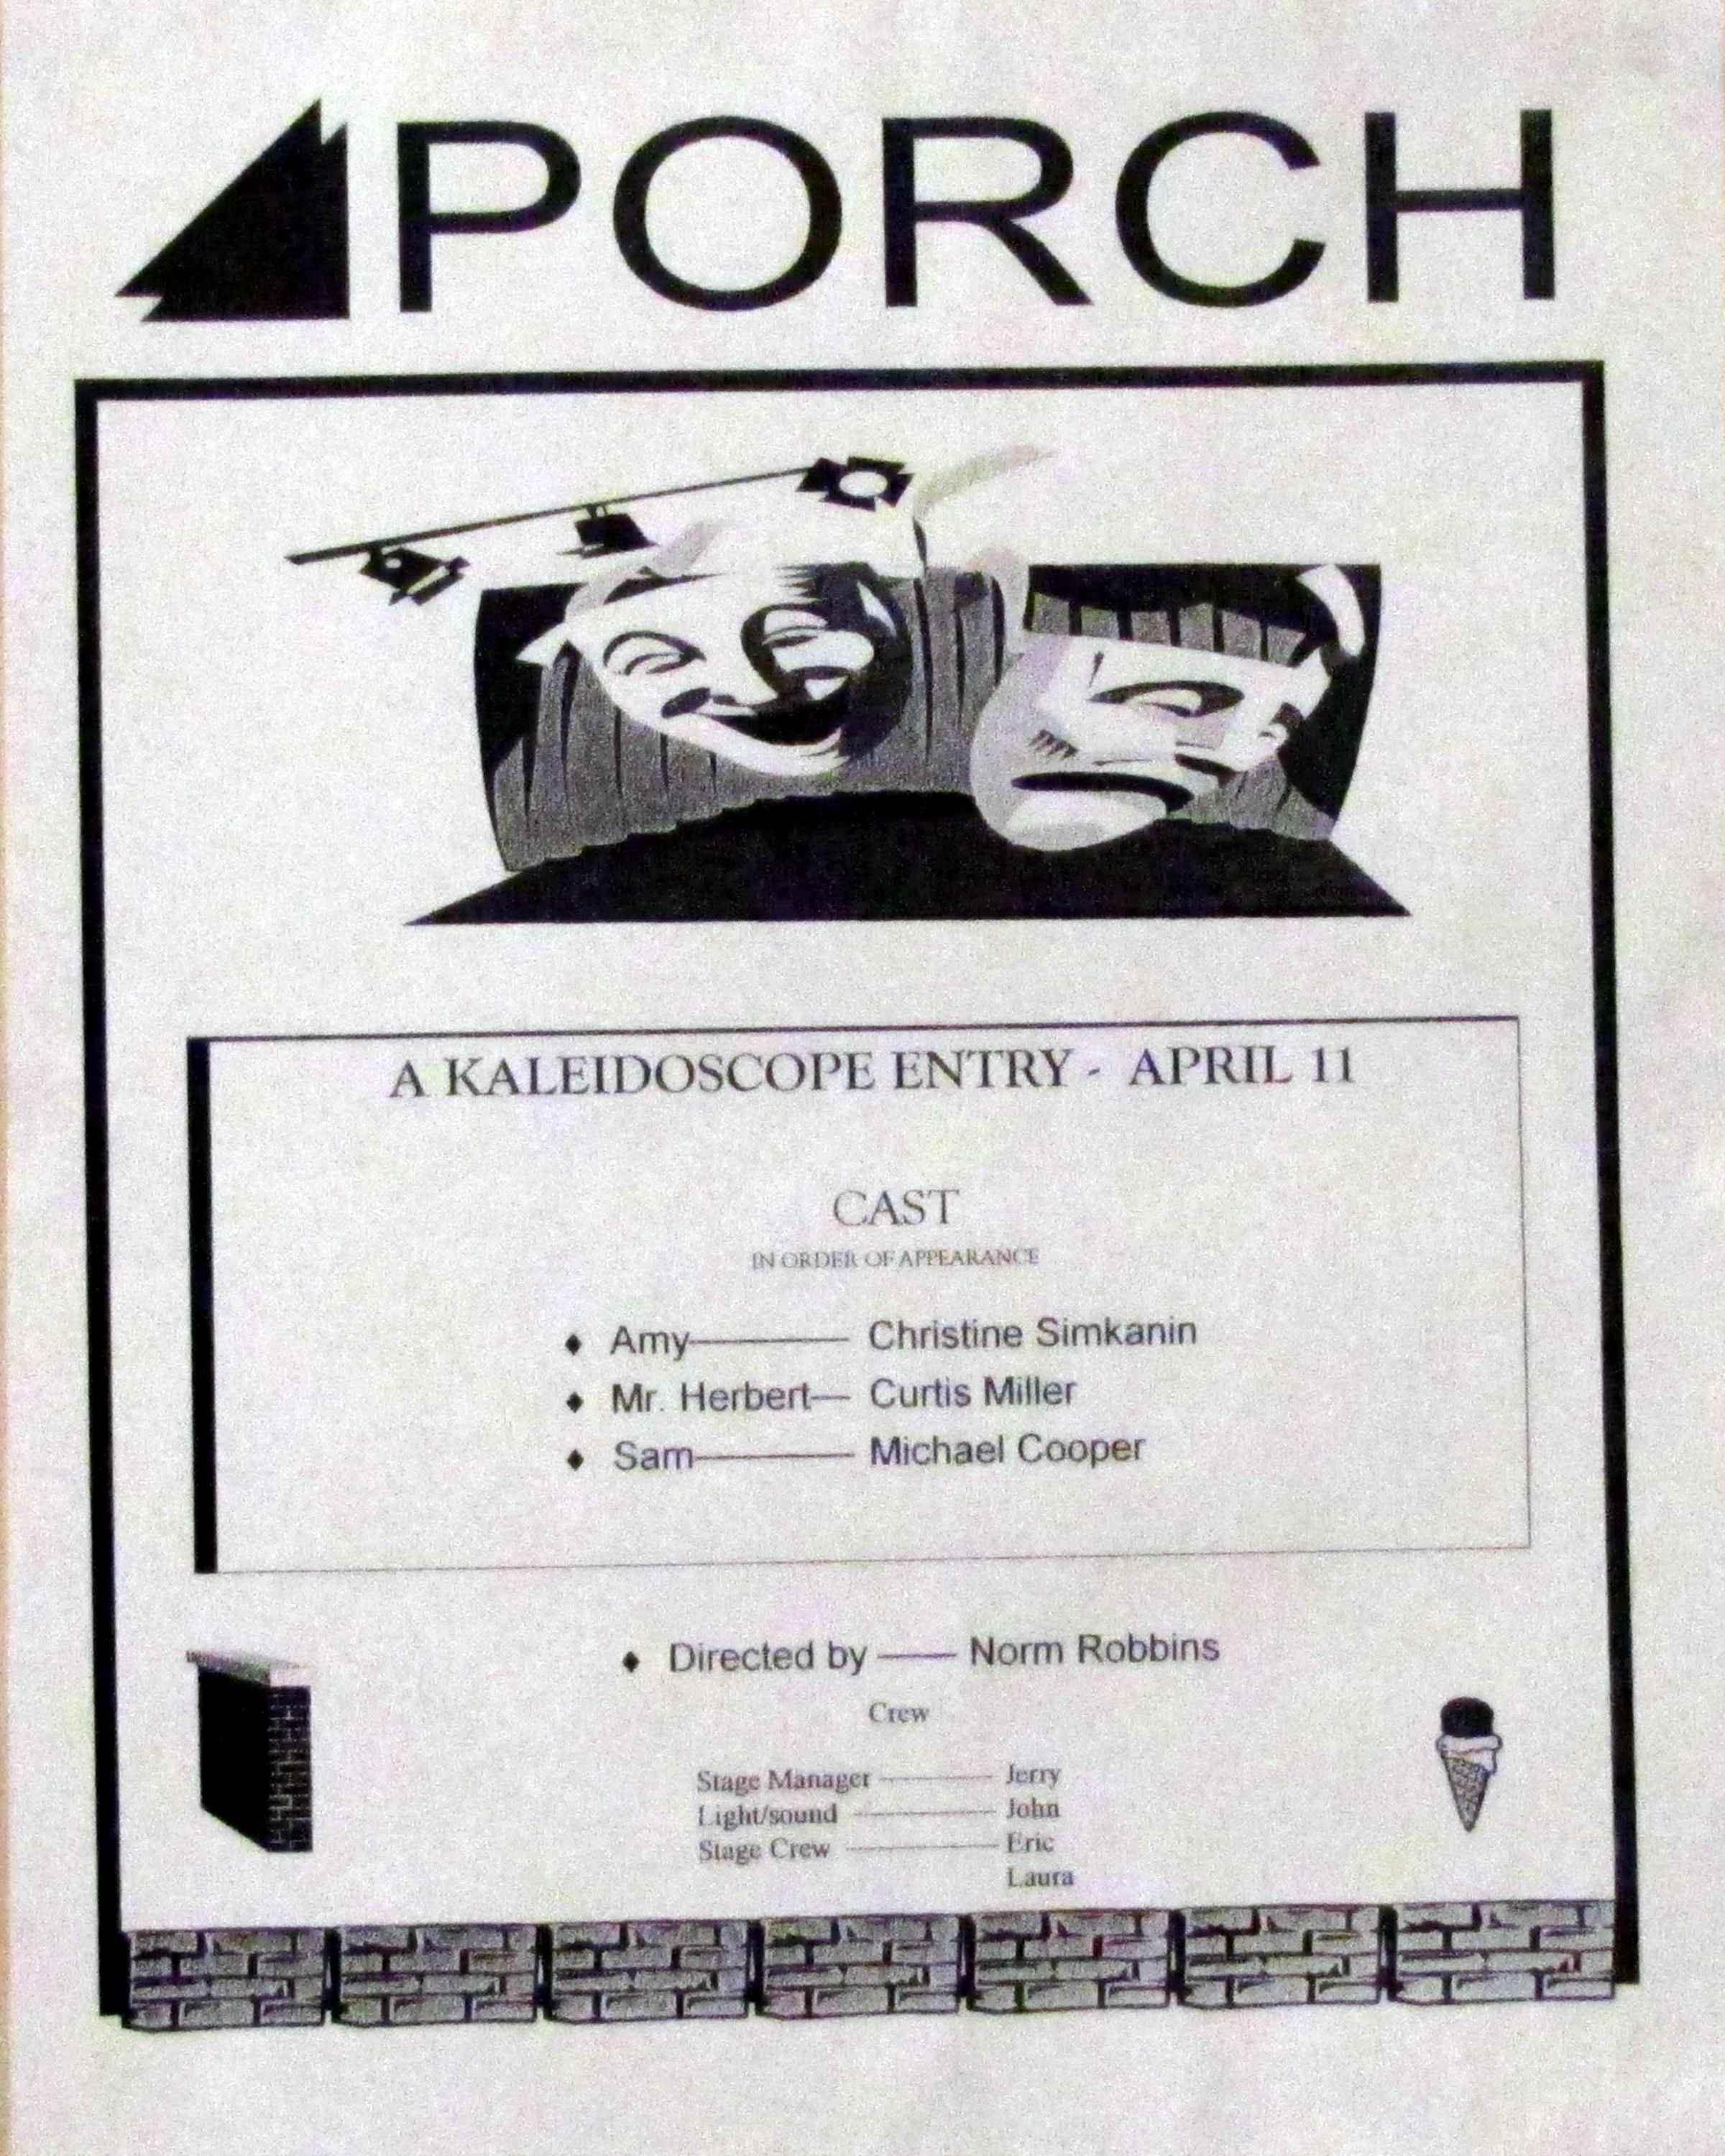 PORCH
A KALEIDOSCOPE ENTRY - APRIL 11
CAST
IN ORDER OF APPEARANCE
♦ Amy——— Christine Simkanin
♦ Mr. Herbert— Curtis Miller
♦ Sam——— Michael Cooper
♦ Directed by —— Norm Robbins
Crew
Stage Manager ——— Jerry
Light/sound ——— John
Stage Crew ——— Eric
Laura